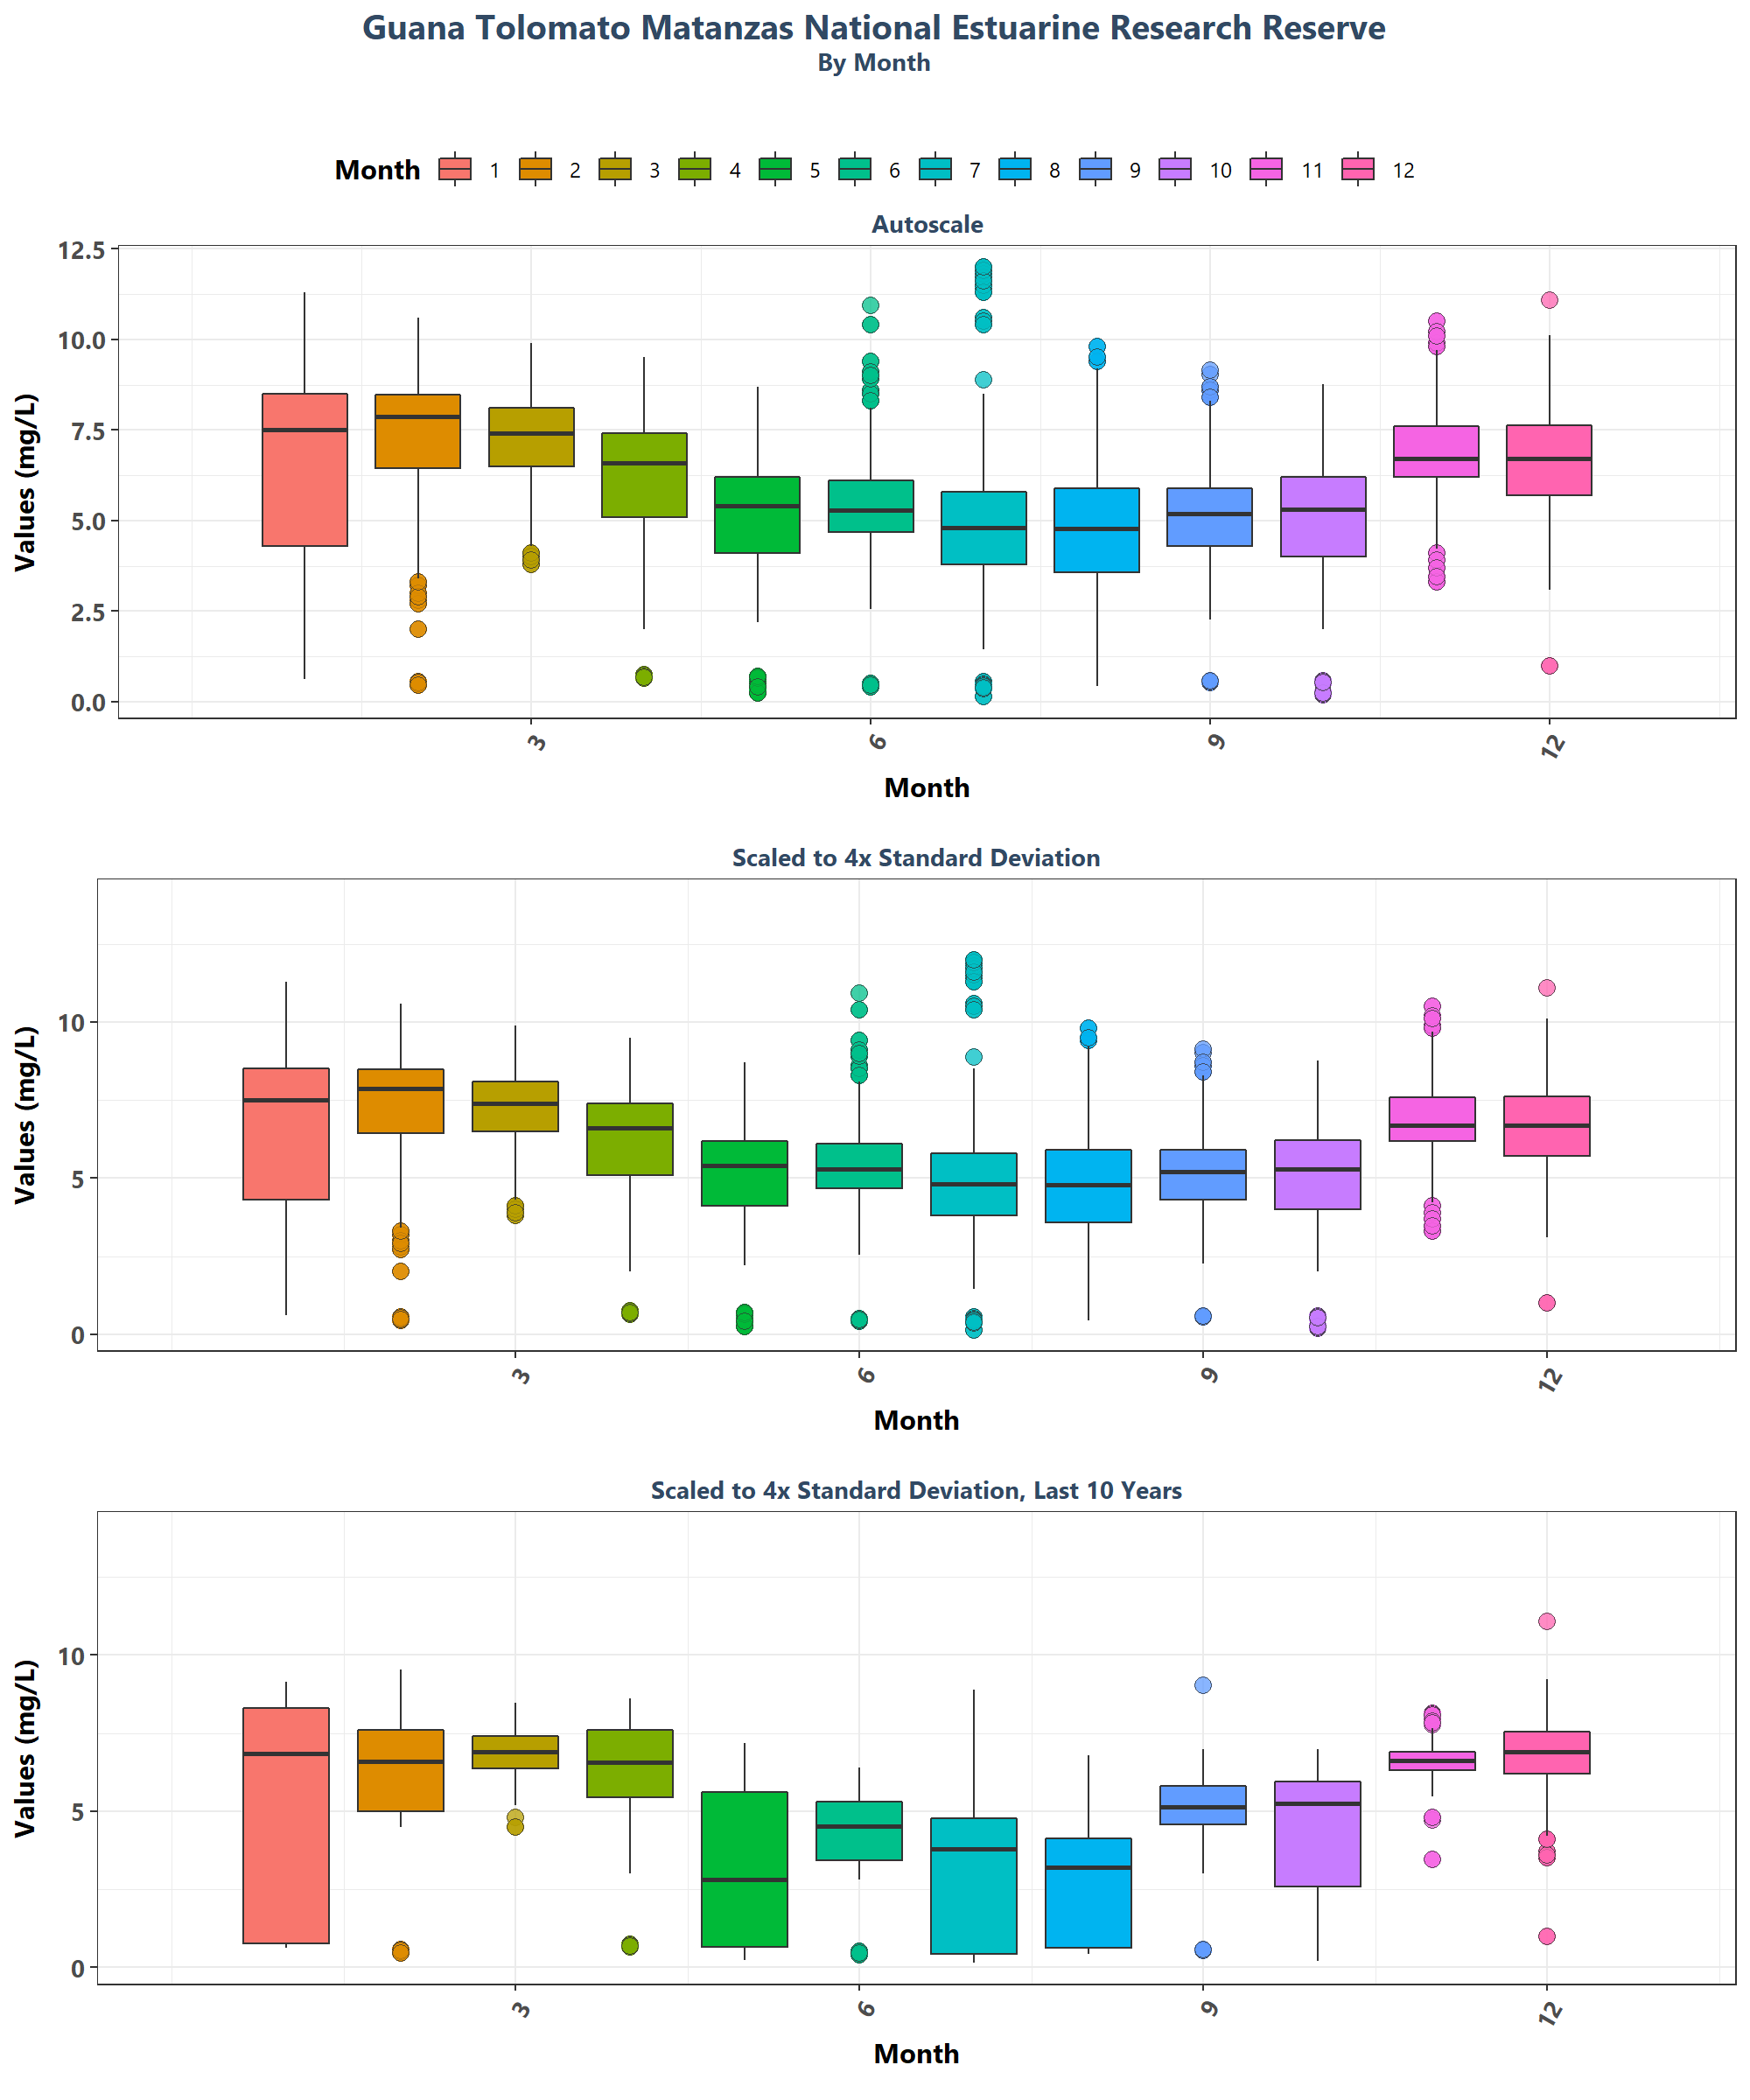 Guana Tolomato Matanzas National Estuarine Research Reserve
By Month
Month 1 2 3 4 5 6 7 8 9 10 11 12
Autoscale
Values (mg/L)
12.5
10.0
7.5
5.0
2.5
0.0
3 6 9 12
Month
Scaled to 4x Standard Deviation
Values (mg/L)
10
5
0
3 6 9 12
Month
Scaled to 4x Standard Deviation, Last 10 Years
Values (mg/L)
10
5
0
3 6 9 12
Month